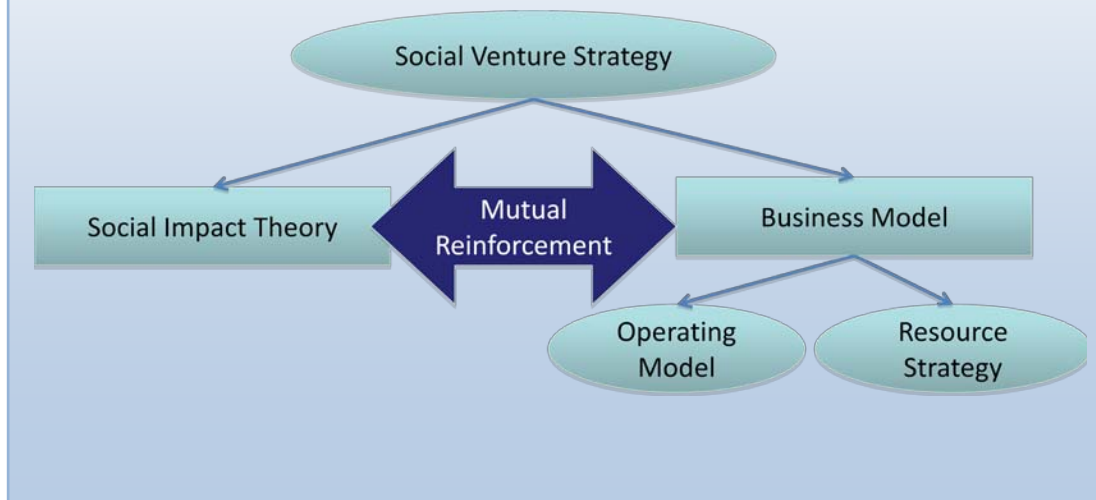 Social Venture Strategy
Social Impact Theory
Mutual
Reinforcement
Business Model
Operating
Model
Resource
Strategy